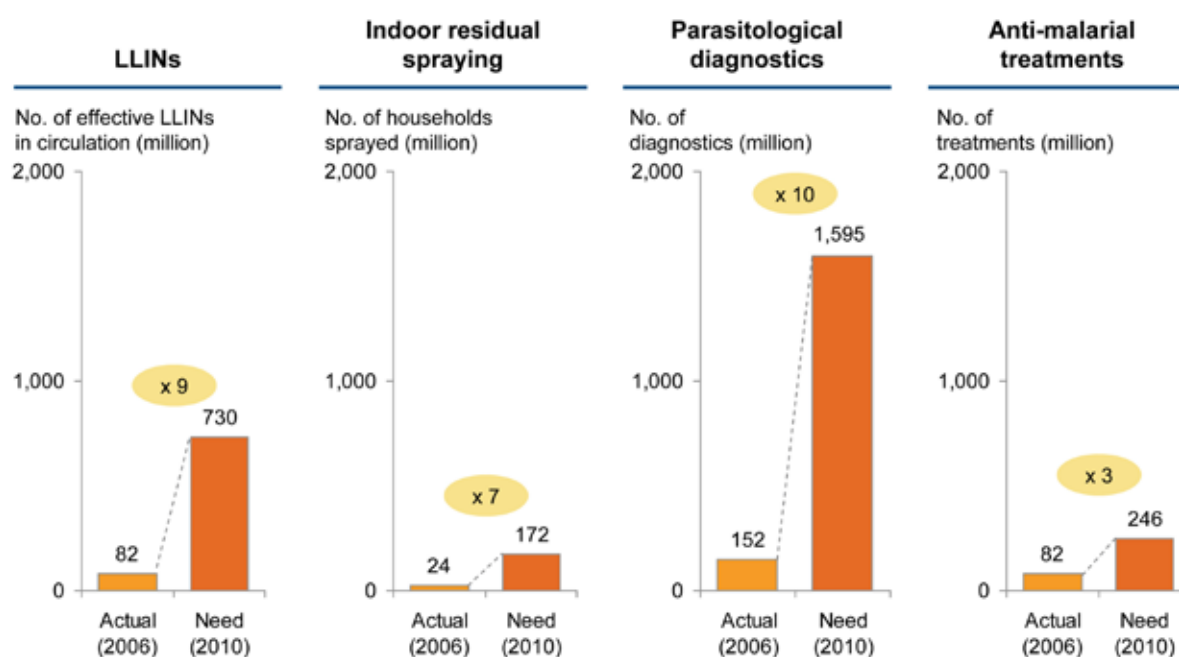 LLINs
No. of effective LLINs
in circulation (million)
2,000
1,000
0
x 9
82
730
Actual
(2006)
Need
(2010)
Indoor residual
spraying
No. of households
sprayed (million)
2,000
1,000
0
x 7
24
172
Actual
(2006)
Need
(2010)
Parasitological
diagnostics
No. of
diagnostics (million)
2,000
1,000
0
x 10
152
1,595
Actual
(2006)
Need
(2010)
Anti-malarial
treatments
No. of
treatments (million)
2,000
1,000
0
x 3
82
246
Actual
(2006)
Need
(2010)